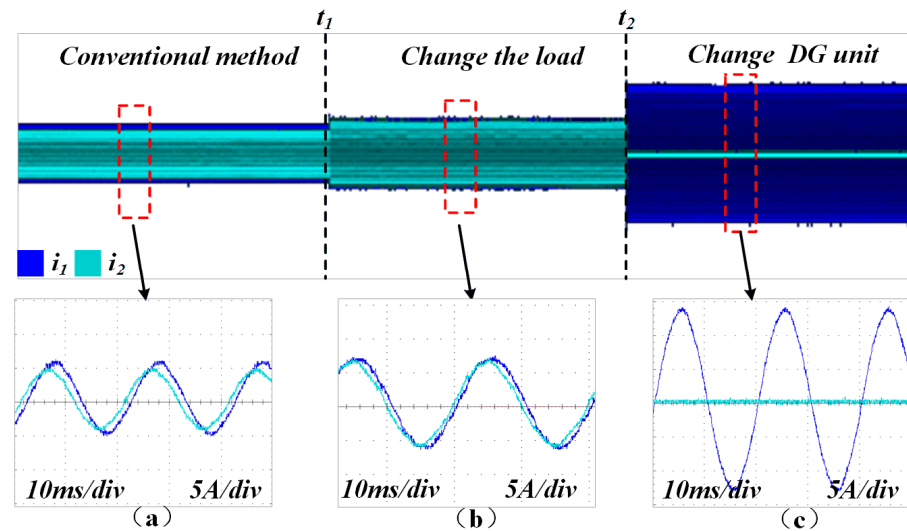 t₁ t₂
Conventional method Change the load Change DG unit
i₁ i₂
10ms/div 5A/div 10ms/div 5A/div 10ms/div 5A/div
（a） （b） （c）